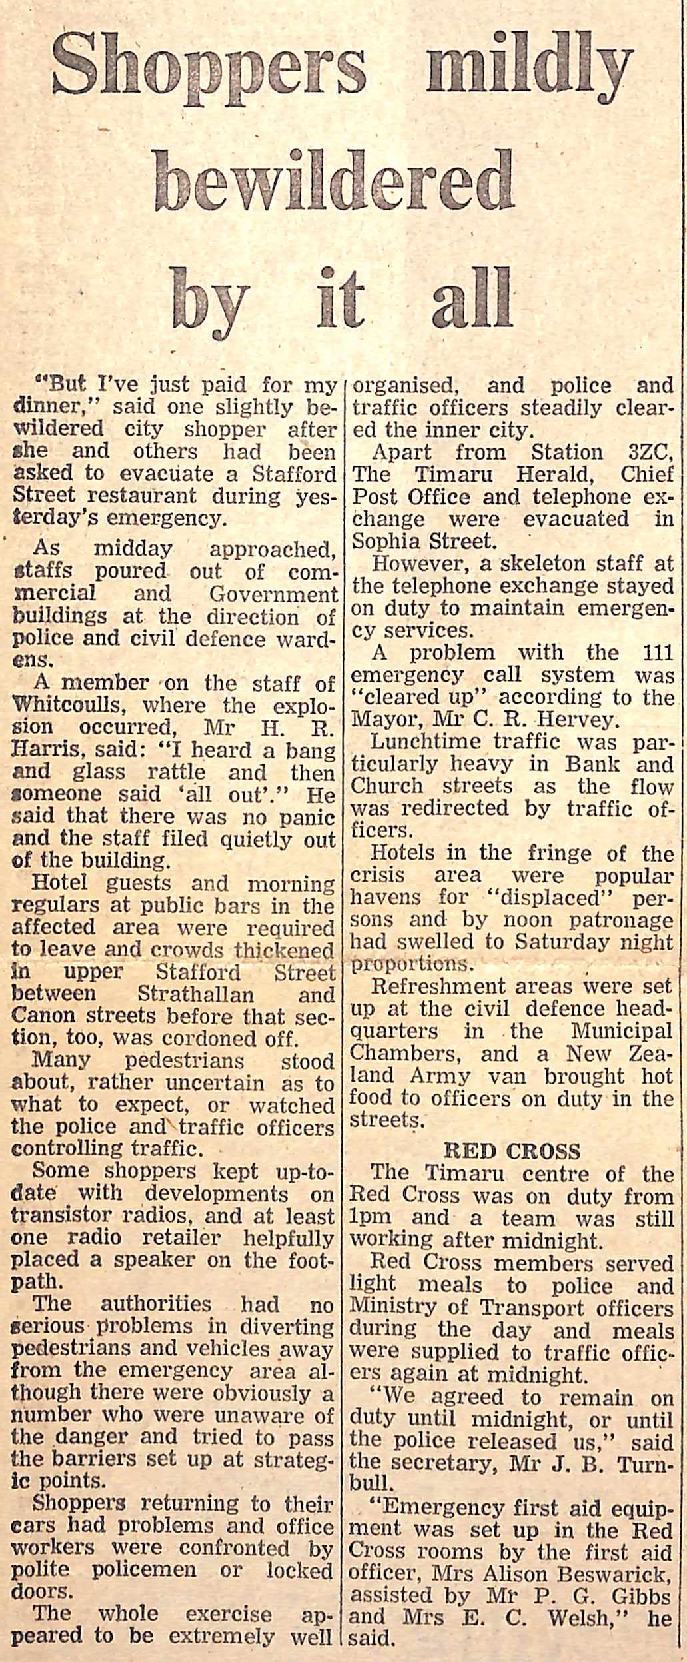 Shoppers mildly
bewildered
by it all
"But I've just paid for my
dinner," said one slightly be-
wildered city shopper after
she and others had been
asked to evacuate a Stafford
Street restaurant during yes-
terday's emergency.
As midday approached,
staffs poured out of com-
mercial and Government
buildings at the direction of
police and civil defence ward-
ens.
A member on the staff of
Whitcoulls, where the explo-
sion occurred, Mr H. R.
Harris, said: "I heard a bang
and glass rattle and then
someone said 'all out'." He
said that there was no panic
and the staff filed quietly out
of the building.
Hotel guests and morning
regulars at public bars in the
affected area were required
to leave and crowds thickened
in upper Stafford Street
between Strathallan and
Canon streets before that sec-
tion, too, was cordoned off.
Many pedestrians stood
about, rather uncertain as to
what to expect, or watched
the police and traffic officers
controlling traffic.
Some shoppers kept up-to-
date with developments on
transistor radios, and at least
one radio retailer helpfully
placed a speaker on the foot-
path.
The authorities had no
serious problems in diverting
pedestrians and vehicles away
from the emergency area al-
though there were obviously a
number who were unaware of
the danger and tried to pass
the barriers set up at strateg-
ic points.
Shoppers returning to their
cars had problems and office
workers were confronted by
polite policemen or locked
doors.
The whole exercise ap-
peared to be extremely well
organised, and police and
traffic officers steadily clear-
ed the inner city.
Apart from Station 3ZC,
The Timaru Herald, Chief
Post Office and telephone ex-
change were evacuated in
Sophia Street.
However, a skeleton staff at
the telephone exchange stayed
on duty to maintain emergen-
cy services.
A problem with the 111
emergency call system was
"cleared up" according to the
Mayor, Mr C. R. Hervey.
Lunchtime traffic was par-
ticularly heavy in Bank and
Church streets as the flow
was redirected by traffic of-
ficers.
Hotels in the fringe of the
crisis area were popular
havens for "displaced" per-
sons and by noon patronage
had swelled to Saturday night
proportions.
Refreshment areas were set
up at the civil defence head-
quarters in the Municipal
Chambers, and a New Zea-
land Army van brought hot
food to officers on duty in the
streets.
RED CROSS
The Timaru centre of the
Red Cross was on duty from
1pm and a team was still
working after midnight.
Red Cross members served
light meals to police and
Ministry of Transport officers
during the day and meals
were supplied to traffic offic-
ers again at midnight.
"We agreed to remain on
duty until midnight, or until
the police released us," said
the secretary, Mr J. B. Turn-
bull.
"Emergency first aid equip-
ment was set up in the Red
Cross rooms by the first aid
officer, Mrs Alison Beswarick,
assisted by Mr P. G. Gibbs
and Mrs E. C. Welsh," he
said.